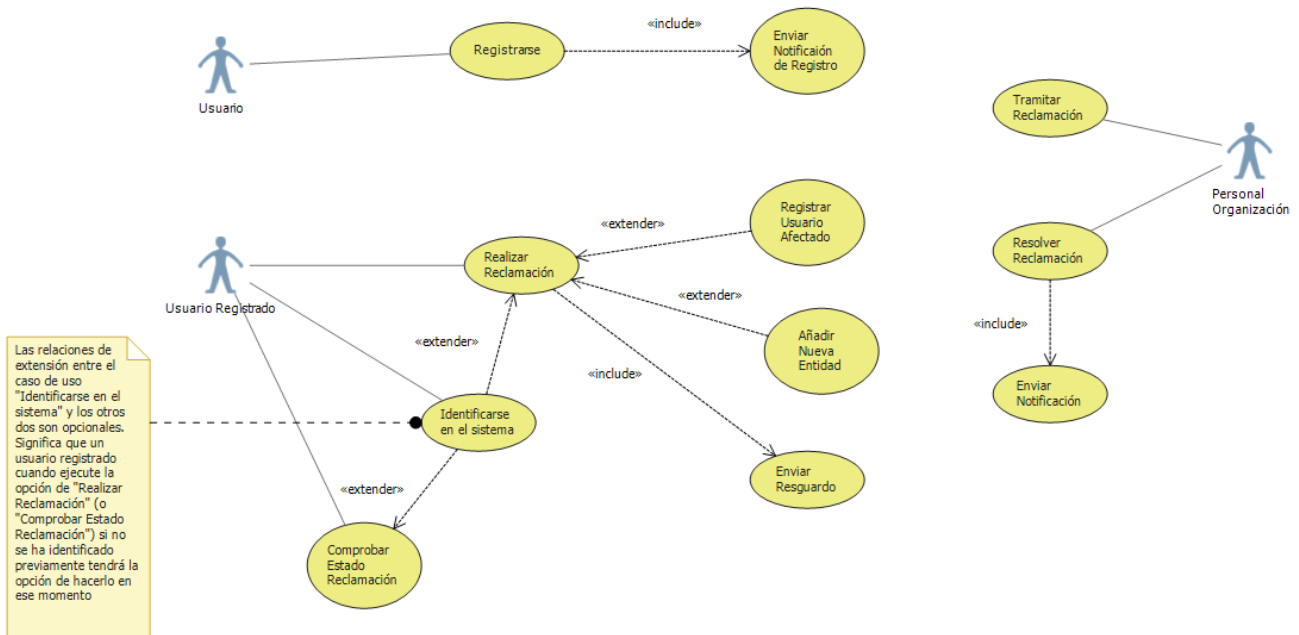 «include»
Registrarse
Enviar
Notificaión
de Registro
Usuario
Tramitar
Reclamación
Personal
Organización
Registrar
Usuario
Afectado
«extender»
Realizar
Reclamación
Resolver
Reclamación
Usuario Registrado
«extender»
«include»
Añadir
Nueva
Entidad
«extender»
«include»
Enviar
Notificación
Las relaciones de
extensión entre el
caso de uso
"Identificarse en el
sistema" y los otros
dos son opcionales.
Significa que un
usuario registrado
cuando ejecute la
opción de "Realizar
Reclamación" (o
"Comprobar Estado
Reclamación") si no
se ha identificado
previamente tendrá la
opción de hacerlo en
ese momento
Identificarse
en el sistema
Enviar
Resguardo
«extender»
Comprobar
Estado
Reclamación